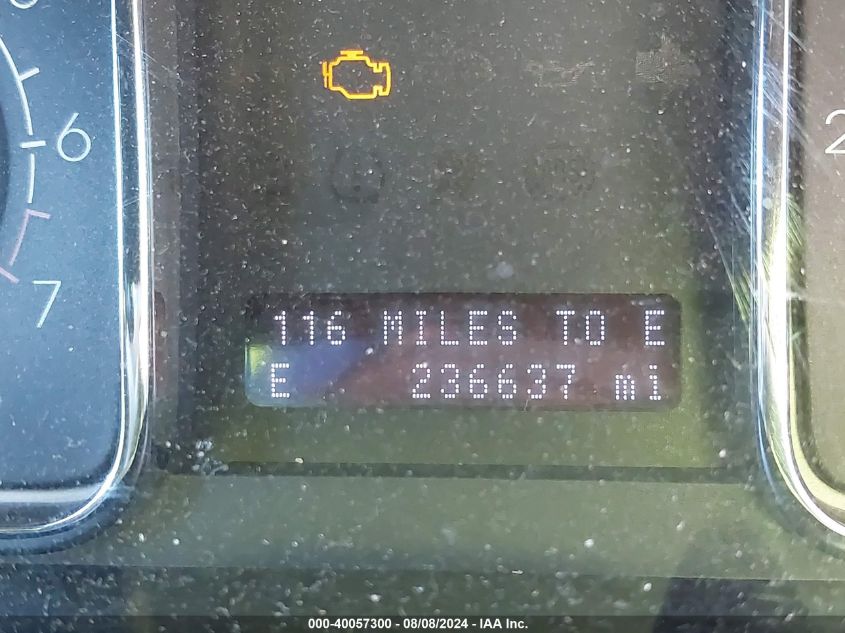 6
7
2
116 MILES TO E
E 236637 mi
000-40057300 - 08/08/2024 - IAA Inc.